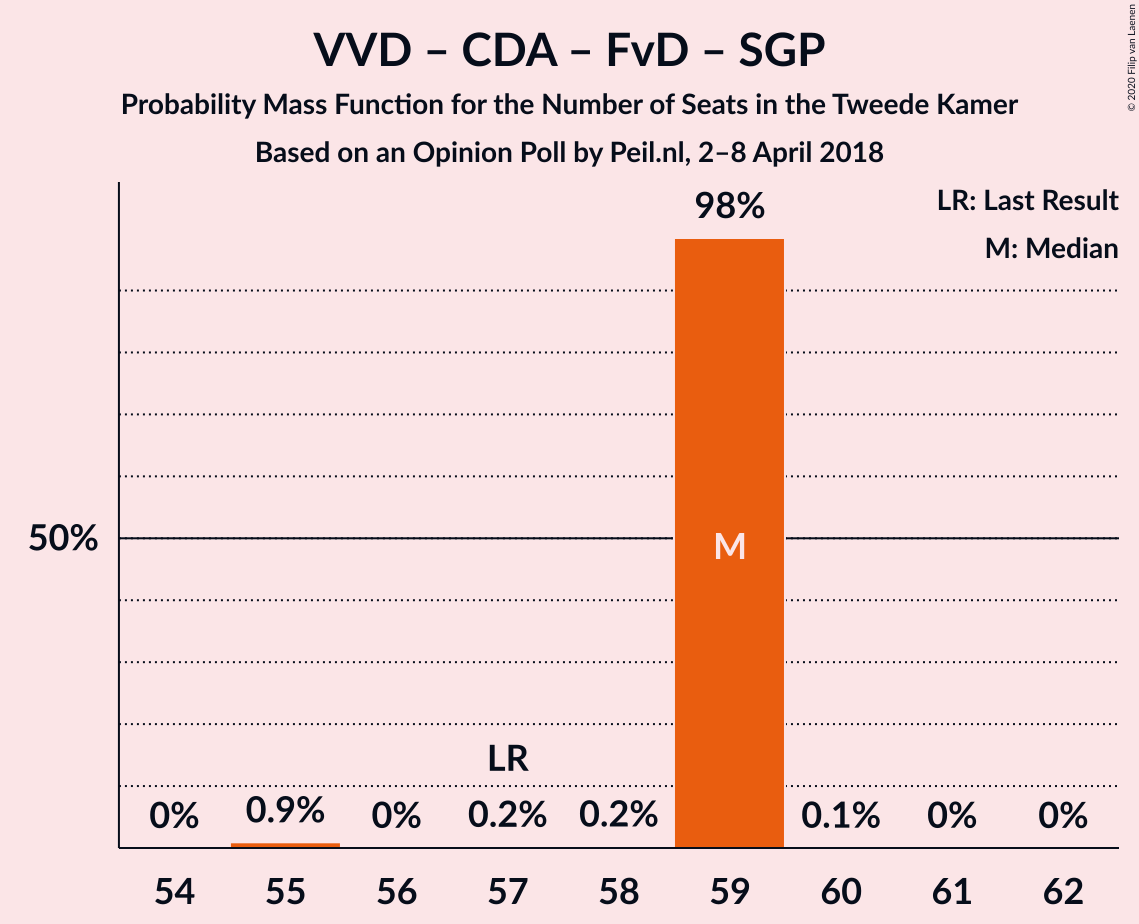 VVD – CDA – FvD – SGP
Probability Mass Function for the Number of Seats in the Tweede Kamer
Based on an Opinion Poll by Peil.nl, 2–8 April 2018
© 2020 Filip van Laenen
LR: Last Result
M: Median
98%
50%
M
LR
0% 0.9% 0% 0.2% 0.2% 0.1% 0% 0%
54 55 56 57 58 59 60 61 62